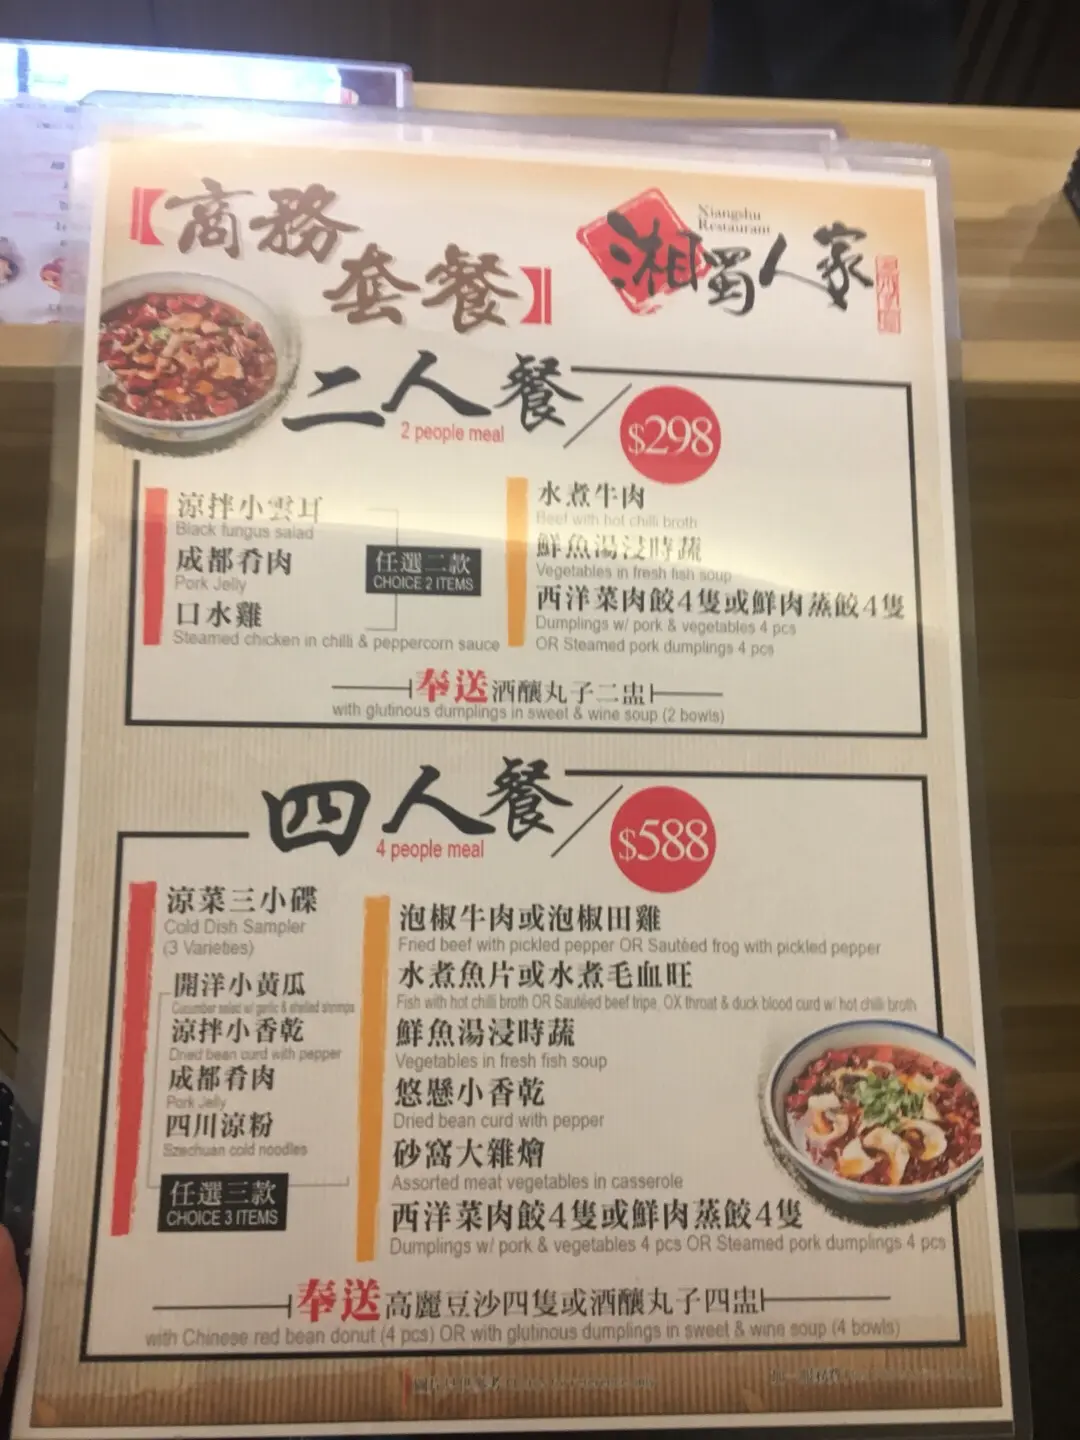 【商務
套餐】
Xiangshu
Restaurant
湘蜀人家
二人餐
2 people meal
$298
涼拌小雲耳
Black fungus salad
成都肴肉
Pork Jelly
口水雞
Steamed chicken in chilli & peppercorn sauce
任選二款
CHOICE 2 ITEMS
水煮牛肉
Beef with hot chilli broth
鮮魚湯浸時蔬
Vegetables in fresh fish soup
西洋菜肉餃4隻或鮮肉蒸餃4隻
Dumplings w/ pork & vegetables 4 pcs
OR Steamed pork dumplings 4 pcs
奉送酒釀丸子二盅
with glutinous dumplings in sweet & wine soup (2 bowls)
四人餐
4 people meal
$588
涼菜三小碟
Cold Dish Sampler
(3 Varieties)
開洋小黃瓜
Cucumber salad w/ garlic & shelled shrimps
涼拌小香乾
Dried bean curd with pepper
成都肴肉
Pork Jelly
四川涼粉
Szechuan cold noodles
任選三款
CHOICE 3 ITEMS
泡椒牛肉或泡椒田雞
Fried beef with pickled pepper OR Sautéed frog with pickled pepper
水煮魚片或水煮毛血旺
Fish with hot chilli broth OR Sautéed beef tripe, OX throat & duck blood curd w/ hot chilli broth
鮮魚湯浸時蔬
Vegetables in fresh fish soup
悠懸小香乾
Dried bean curd with pepper
砂窩大雜燴
Assorted meat vegetables in casserole
西洋菜肉餃4隻或鮮肉蒸餃4隻
Dumplings w/ pork & vegetables 4 pcs OR Steamed pork dumplings 4 pcs
奉送高麗豆沙四隻或酒釀丸子四盅
with Chinese red bean donut (4 pcs) OR with glutinous dumplings in sweet & wine soup (4 bowls)